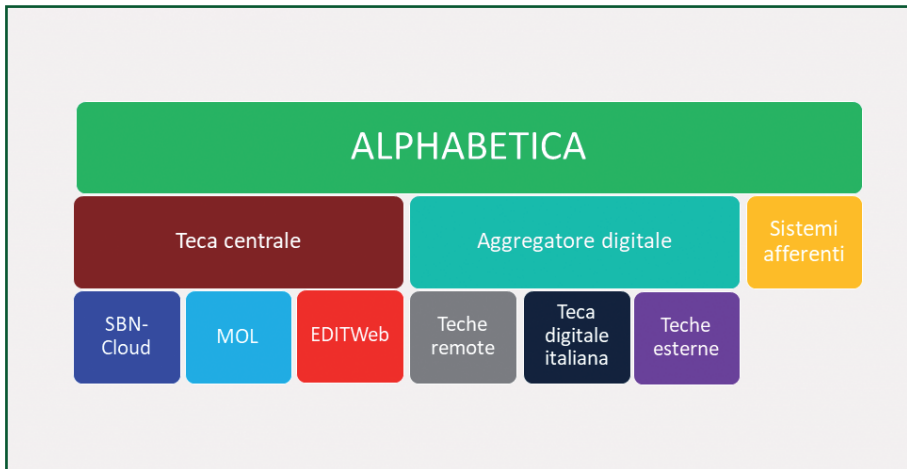 ALPHABETICA
Teca centrale
Aggregatore digitale
Sistemi
afferenti
SBN-
Cloud
MOL
EDITWeb
Teche
remote
Teca
digitale
italiana
Teche
esterne